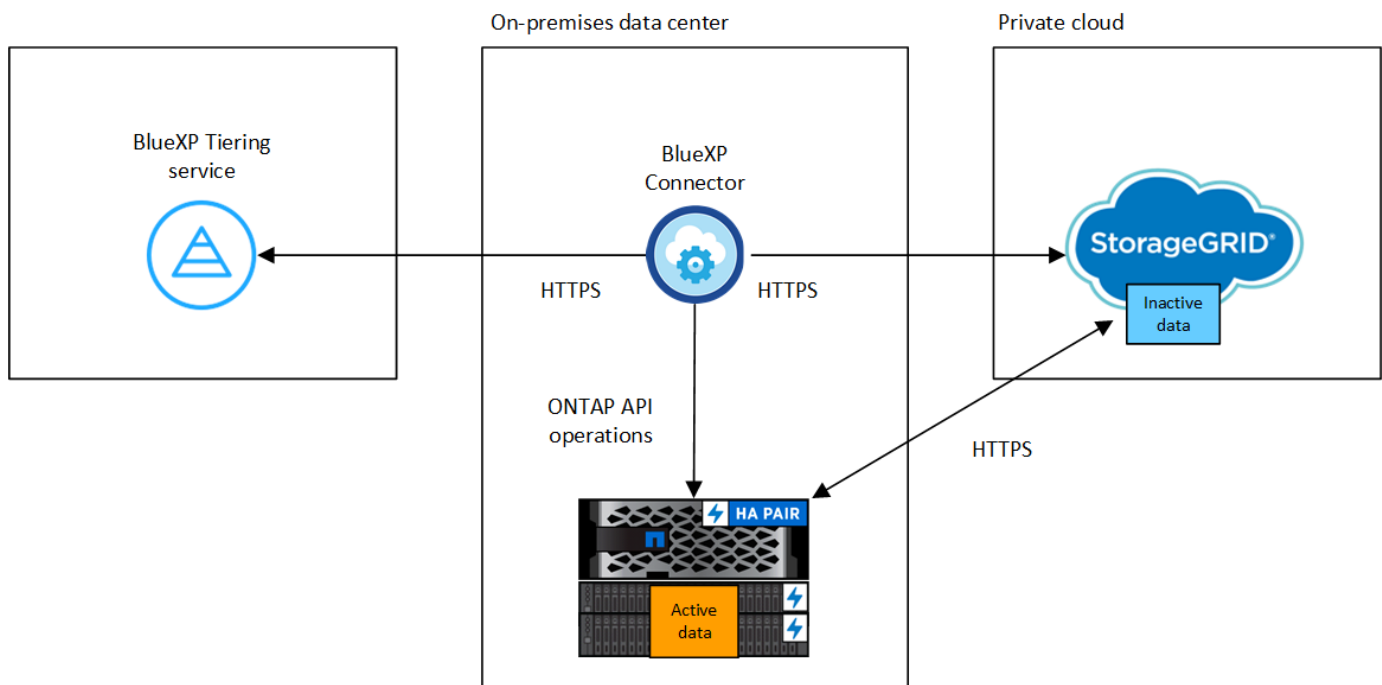 On-premises data center
Private cloud
BlueXP Tiering
service
BlueXP
Connector
StorageGRID®
Inactive
data
HTTPS
HTTPS
ONTAP API
operations
HTTPS
HA PAIR
Active
data